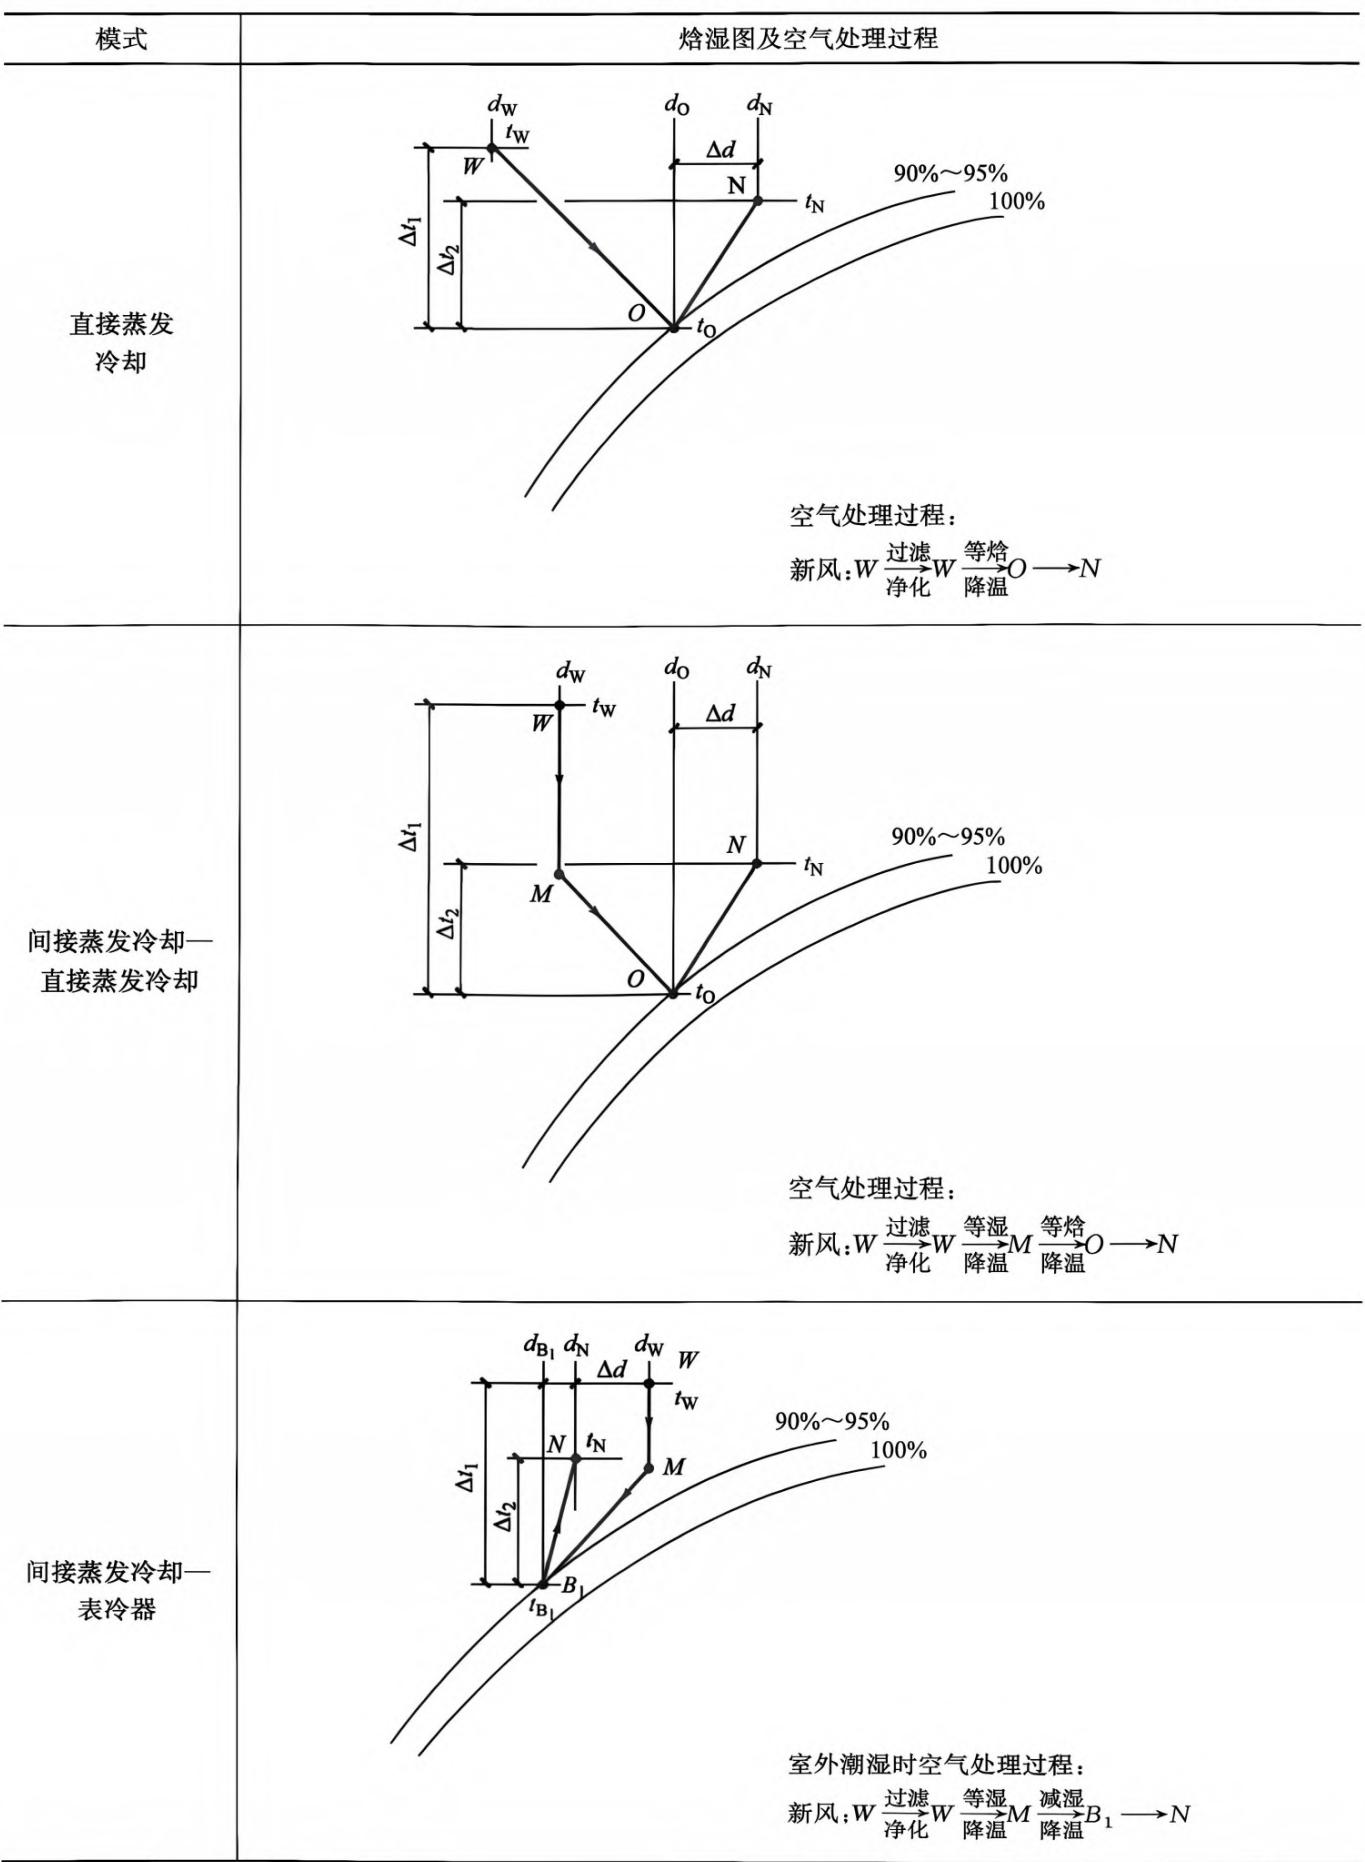 模式 焓湿图及空气处理过程
直接蒸发
冷却
d_W d_O d_N
t_W
W
Δd
N t_N
90%～95%
100%
Δt_1
Δt_2
O t_O
空气处理过程：
新风：W 过滤净化→ W 等焓降温→ O → N
间接蒸发冷却—
直接蒸发冷却
d_W d_O d_N
W t_W
Δd
Δt_1
N t_N
90%～95%
100%
M
Δt_2
O t_O
空气处理过程：
新风：W 过滤净化→ W 等湿降温→ M 等焓降温→ O → N
间接蒸发冷却—
表冷器
d_B1 d_N d_W W
Δd
t_W
90%～95%
100%
N t_N
M
Δt_1
Δt_2
B_1
t_B1
室外潮湿时空气处理过程：
新风；W 过滤净化→ W 等湿降温→ M 减湿降温→ B_1 → N